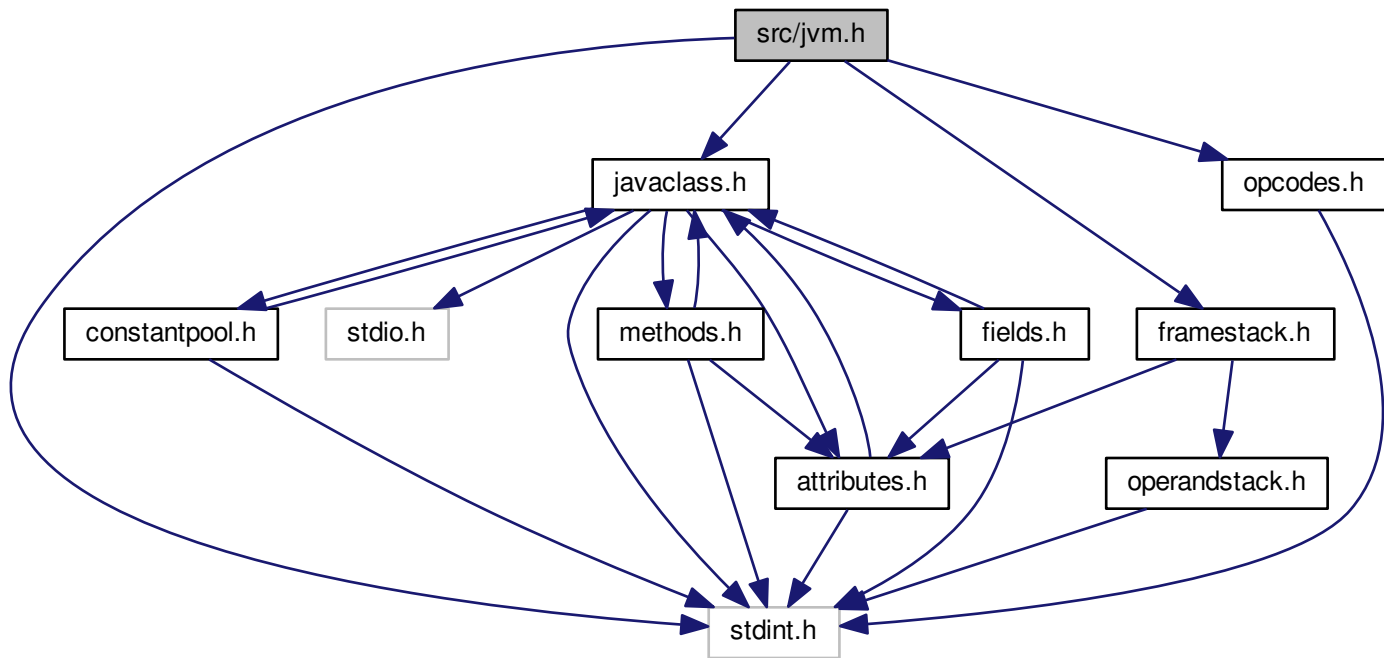 src/jvm.h
javaclass.h
opcodes.h
constantpool.h
stdio.h
methods.h
fields.h
framestack.h
attributes.h
operandstack.h
stdint.h